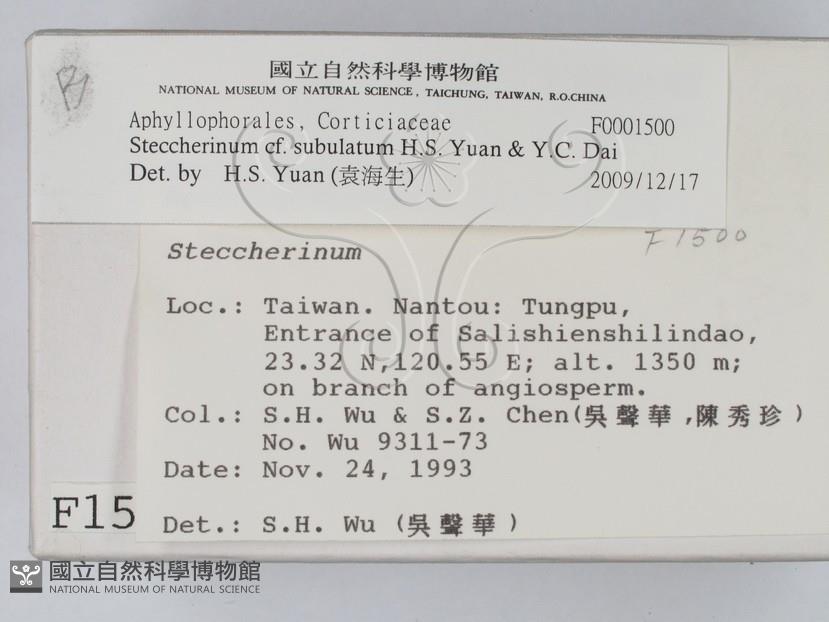 國立自然科學博物館
NATIONAL MUSEUM OF NATURAL SCIENCE, TAICHUNG, TAIWAN, R.O.CHINA
Aphyllophorales, Corticiaceae F0001500
Steccherinum cf. subulatum H.S. Yuan & Y.C. Dai
Det. by H.S. Yuan (袁海生) 2009/12/17
F1500
Steccherinum
Loc.: Taiwan. Nantou: Tungpu,
Entrance of Salishienshilindao,
23.32 N,120.55 E; alt. 1350 m;
on branch of angiosperm.
Col.: S.H. Wu & S.Z. Chen(吳聲華,陳秀珍)
No. Wu 9311-73
Date: Nov. 24, 1993
F15
Det.: S.H. Wu (吳聲華)
國立自然科學博物館
NATIONAL MUSEUM OF NATURAL SCIENCE